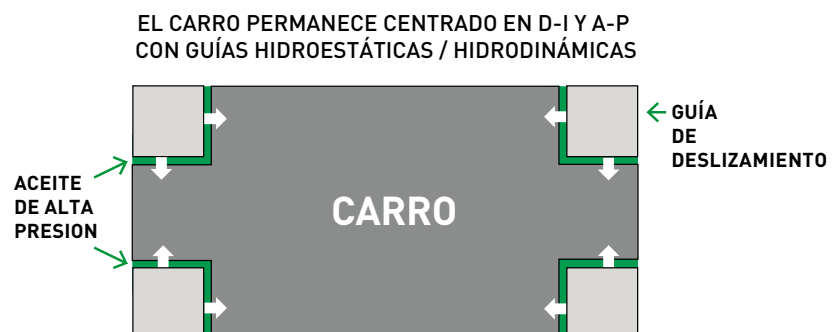 EL CARRO PERMANECE CENTRADO EN D-I Y A-P
CON GUÍAS HIDROESTÁTICAS / HIDRODINÁMICAS
GUÍA
DE
DESLIZAMIENTO
ACEITE
DE ALTA
PRESION
CARRO